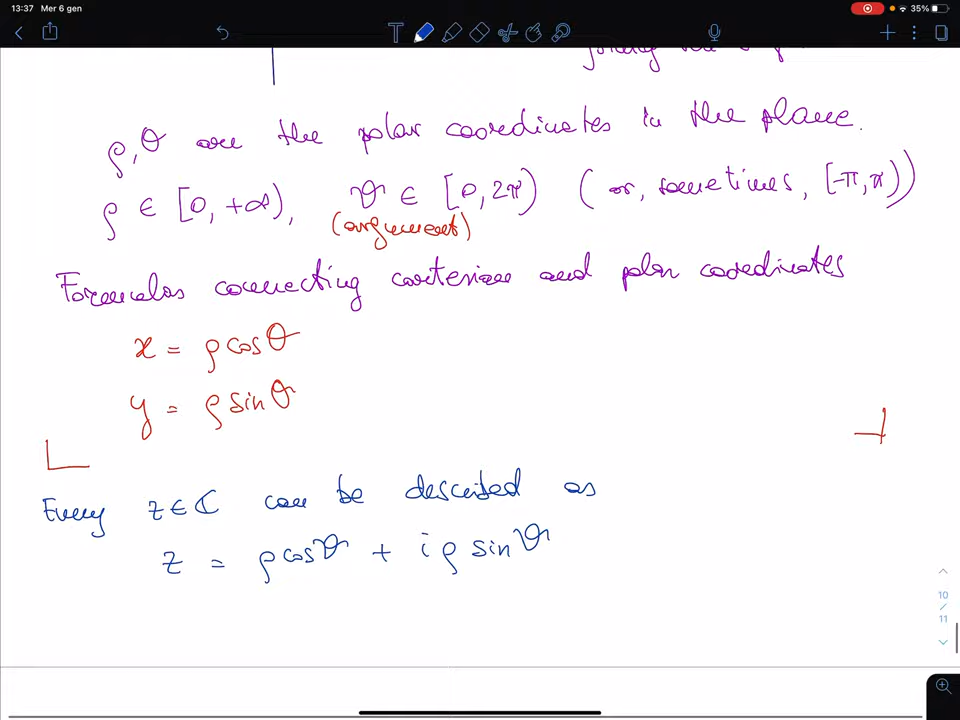 13:37 Mer 6 gen 35%
T
ρ, θ are the polar coordinates in the plane.
ρ ∈ [0, +∞), ϑ ∈ [0, 2π) (or, sometimes, [-π, π))
(argument)
Formulas connecting cartesian and polar coordinates
x = ρ cos θ
y = ρ sin ϑ
Every z ∈ ℂ can be described as
z = ρ cos ϑ + i ρ sin ϑ
10
/
11